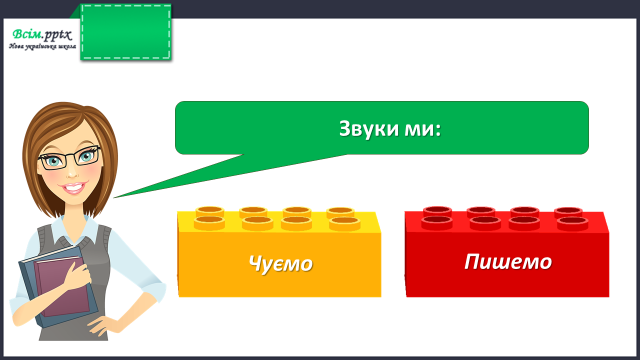 Всім.pptx
Нова українська школа
Звуки ми:
Чуємо
Пишемо